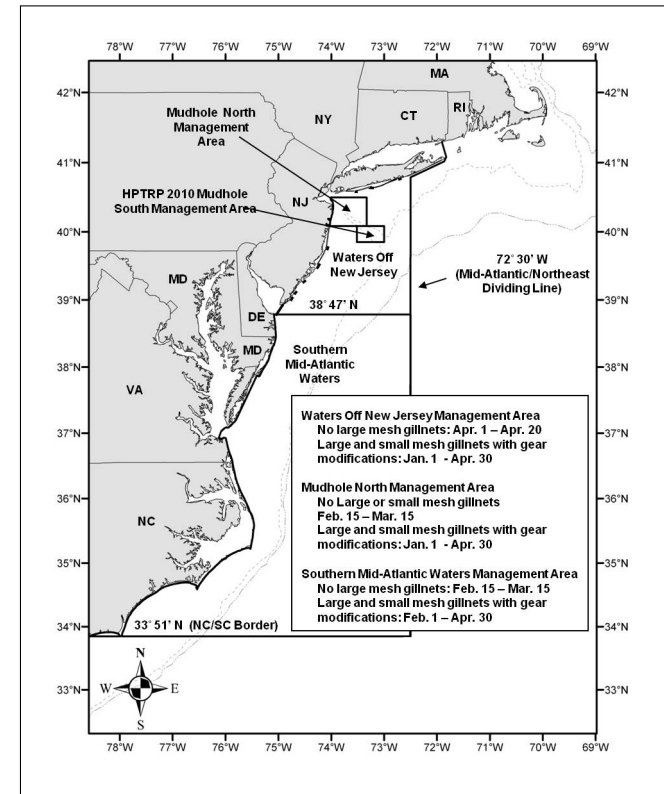 78°W 77°W 76°W 75°W 74°W 73°W 72°W 71°W 70°W 69°W
MA
42°N
42°N
Mudhole North
Management
Area
NY
CT
RI
41°N
41°N
HPTRP 2010 Mudhole
South Management Area
NJ
40°N
40°N
Waters Off
New Jersey
72°30'W
(Mid-Atlantic/Northeast
Dividing Line)
MD
39°N
39°N
38°47'N
DE
MD
Southern
Mid-Atlantic
Waters
38°N
38°N
VA
37°N
37°N
Waters Off New Jersey Management Area
No large mesh gillnets: Apr. 1 – Apr. 20
Large and small mesh gillnets with gear
modifications: Jan. 1 - Apr. 30
Mudhole North Management Area
No Large or small mesh gillnets
Feb. 15 – Mar. 15
Large and small mesh gillnets with gear
modifications: Jan. 1 - Apr. 30
Southern Mid-Atlantic Waters Management Area
No large mesh gillnets: Feb. 15 – Mar. 15
Large and small mesh gillnets with gear
modifications: Feb. 1 – Apr. 30
36°N
36°N
NC
35°N
35°N
34°N
34°N
33°51'N (NC/SC Border)
N
W E
S
33°N
33°N
78°W 77°W 76°W 75°W 74°W 73°W 72°W 71°W 70°W 69°W